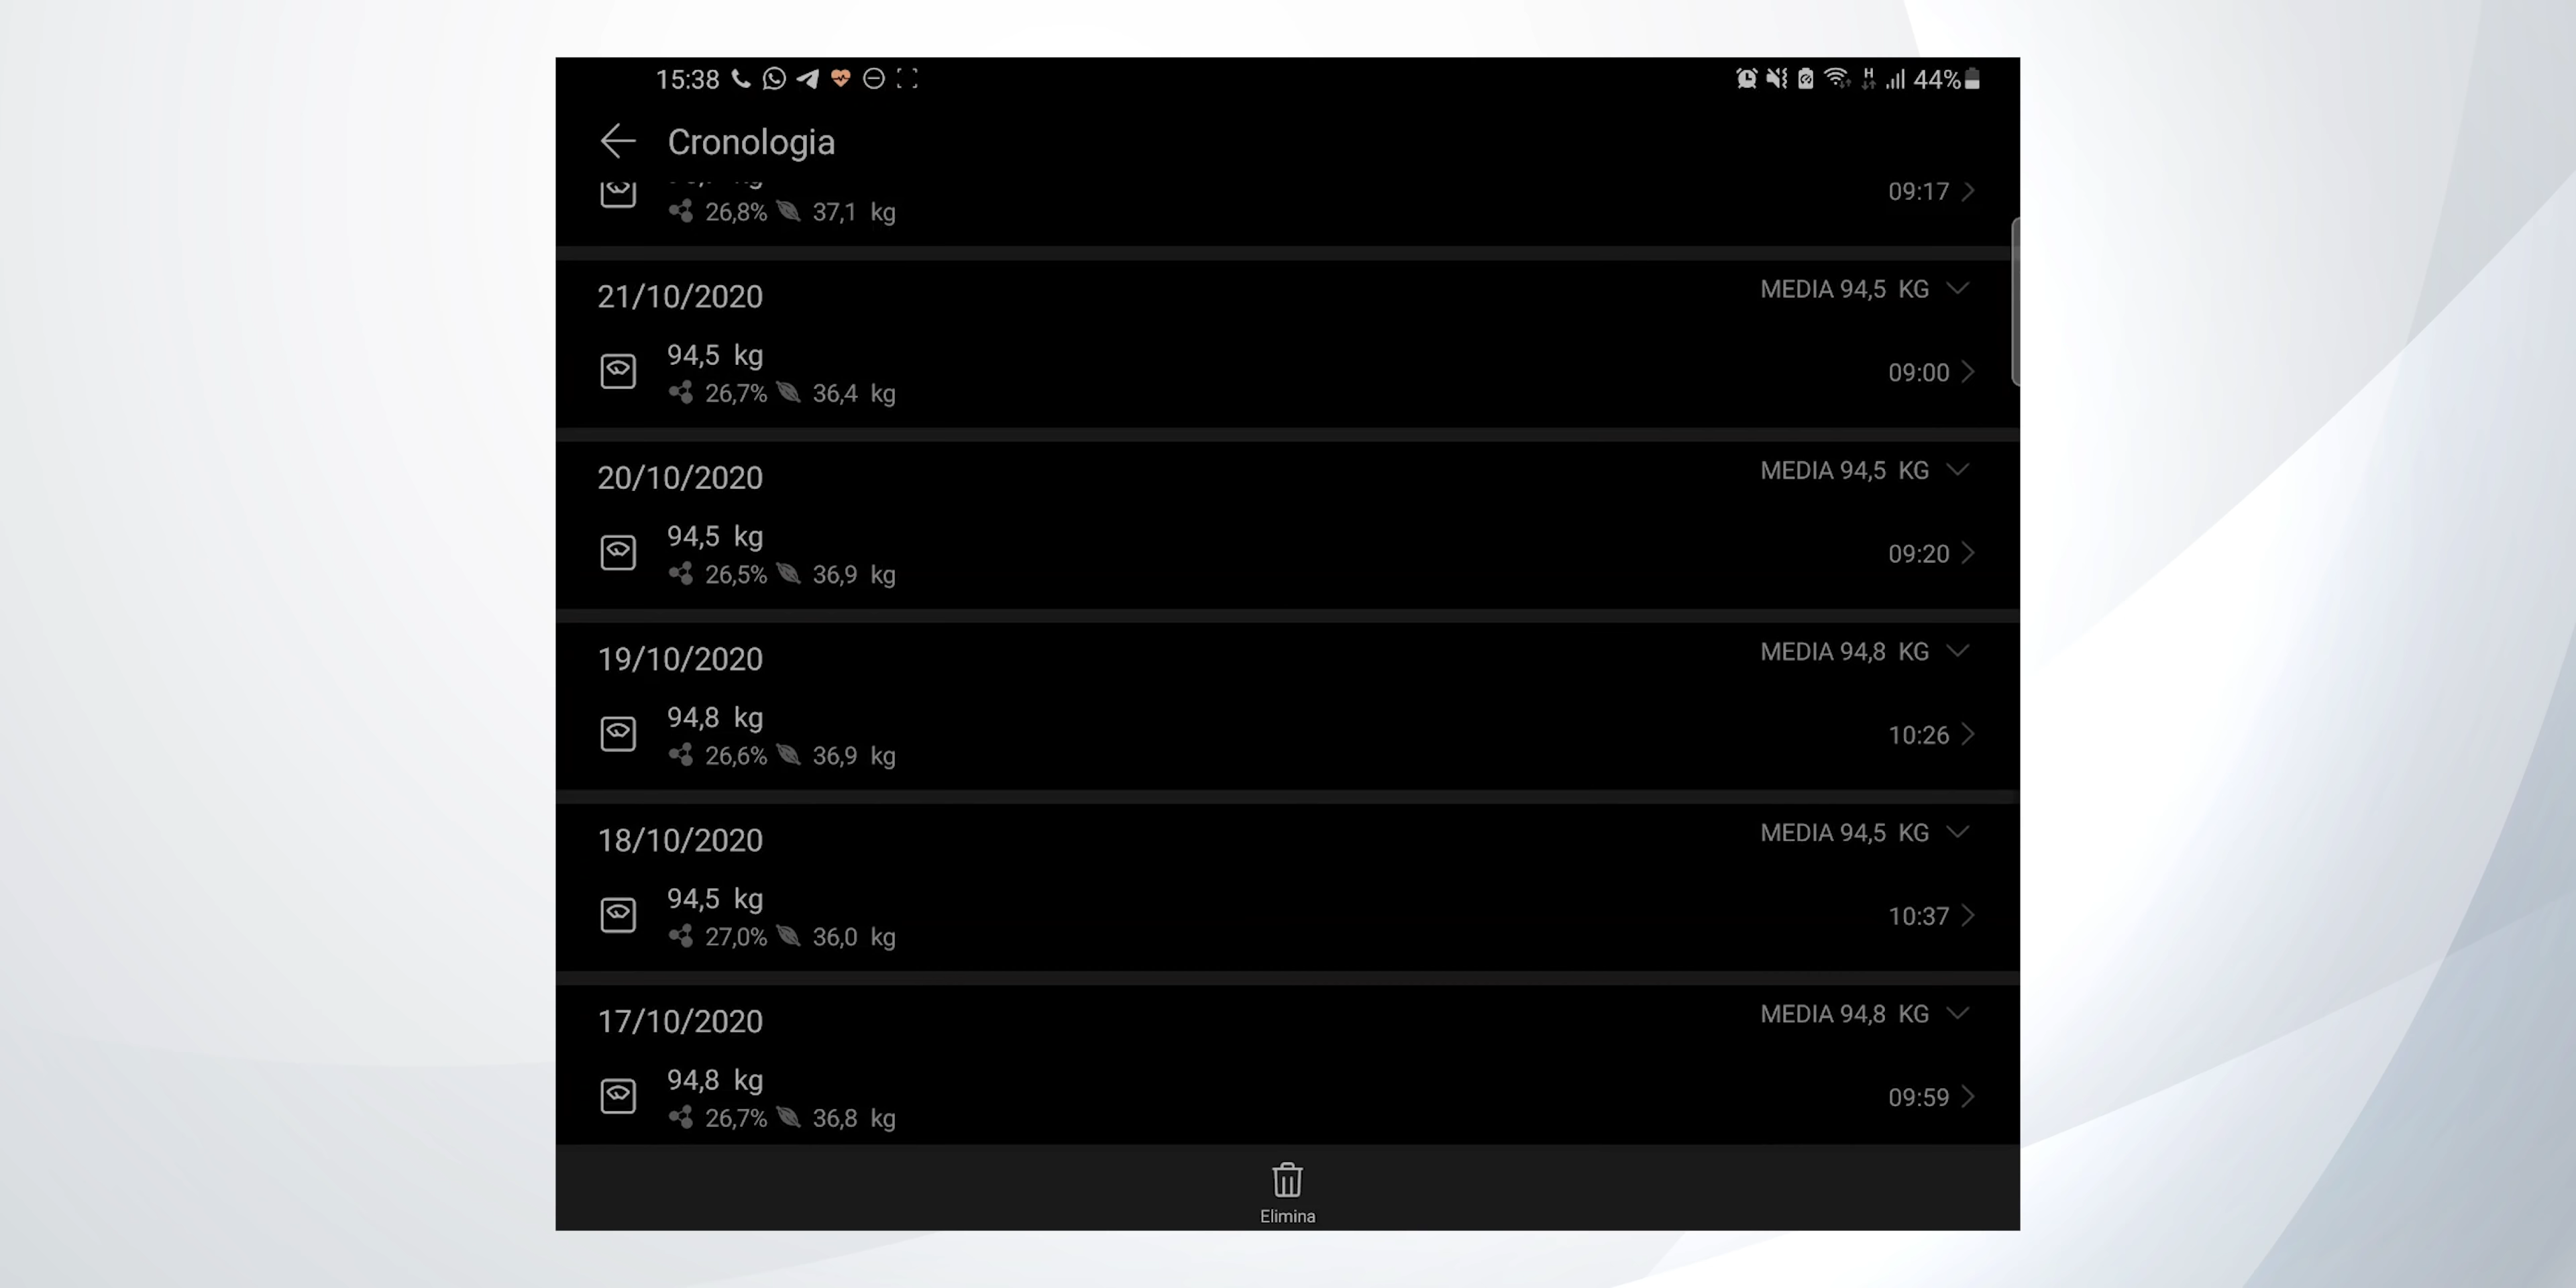 15:38 H 44%
Cronologia
kg
09:17
26,8% 37,1 kg
21/10/2020 MEDIA 94,5 KG
94,5 kg
09:00
26,7% 36,4 kg
20/10/2020 MEDIA 94,5 KG
94,5 kg
09:20
26,5% 36,9 kg
19/10/2020 MEDIA 94,8 KG
94,8 kg
10:26
26,6% 36,9 kg
18/10/2020 MEDIA 94,5 KG
94,5 kg
10:37
27,0% 36,0 kg
17/10/2020 MEDIA 94,8 KG
94,8 kg
09:59
26,7% 36,8 kg
Elimina